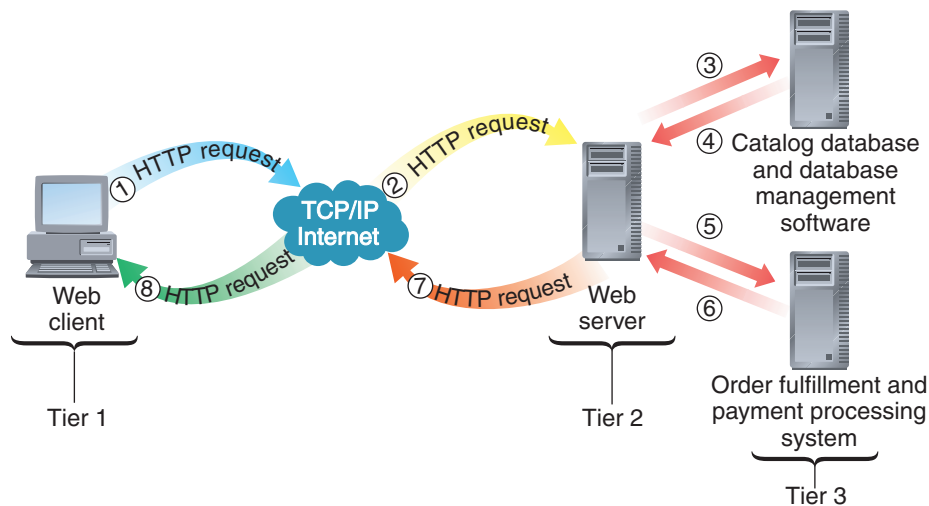 ① HTTP request
② HTTP request
③
④
Catalog database
and database
management
software
TCP/IP
Internet
⑤
⑥
⑦ HTTP request
⑧ HTTP request
Web
client
Web
server
Order fulfillment and
payment processing
system
Tier 1
Tier 2
Tier 3